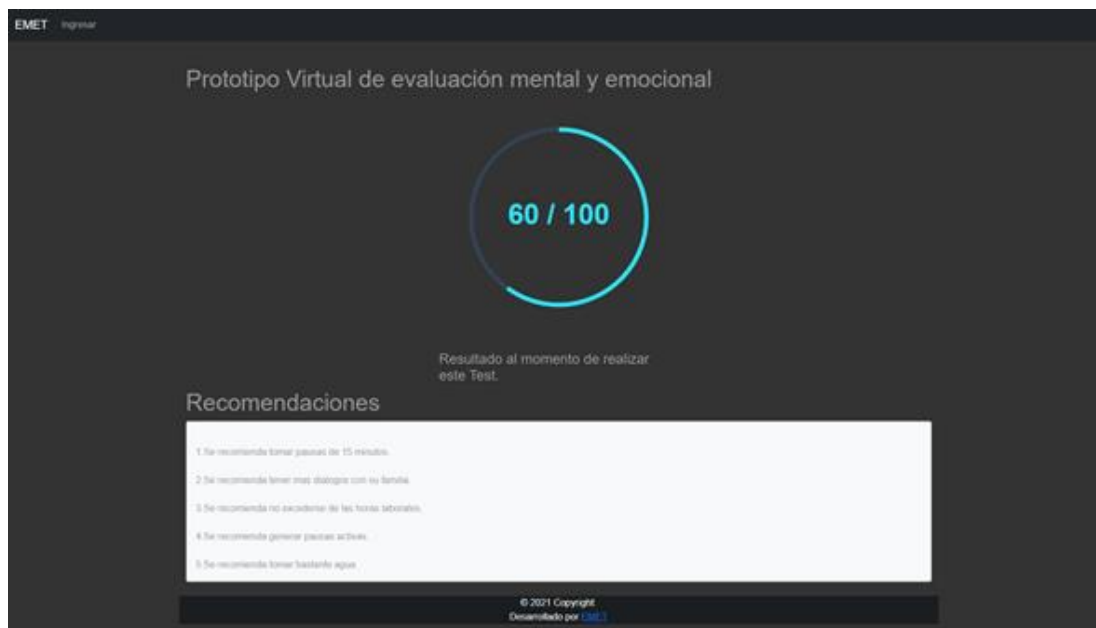 EMET Ingresar
Prototipo Virtual de evaluación mental y emocional
60 / 100
Resultado al momento de realizar
este Test.
Recomendaciones
1.Se recomienda tomar pausas de 15 minutos.
2.Se recomienda tener mas dialogos con su familia.
3.Se recomienda no excederse de las horas laborales.
4.Se recomienda generar pausas activas.
5.Se recomienda tomar bastante agua
© 2021 Copyright
Desarrollado por EMET